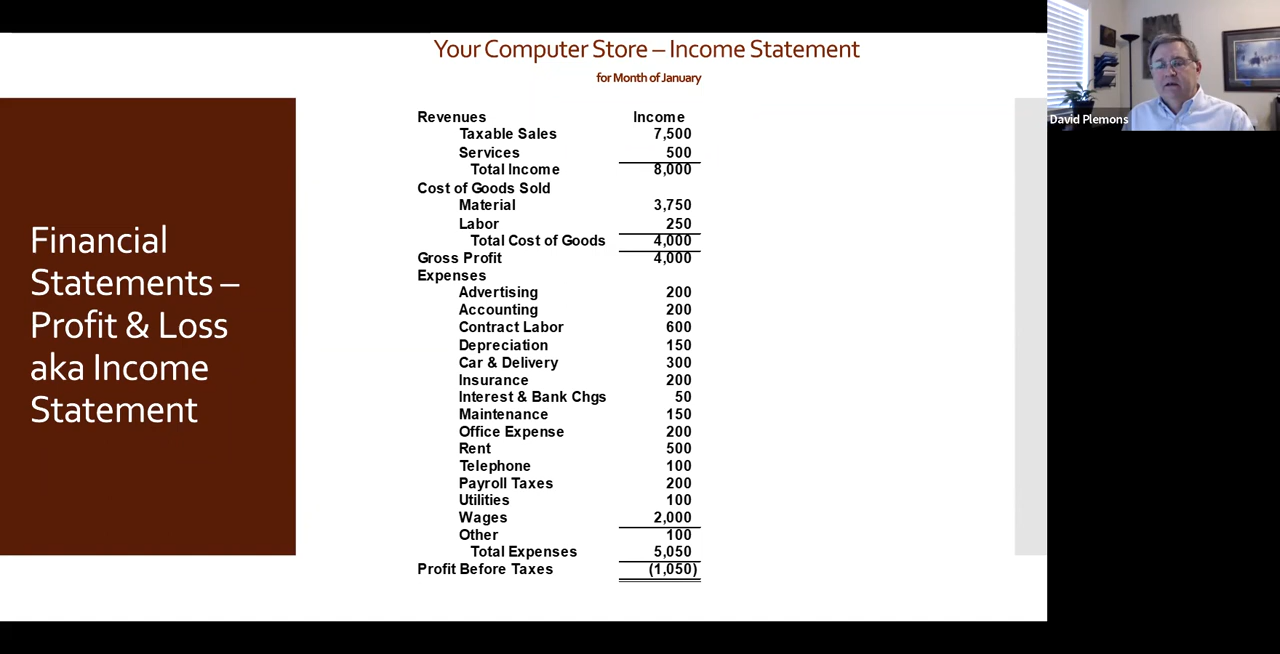 Your Computer Store – Income Statement
for Month of January
David Plemons
Financial
Statements –
Profit & Loss
aka Income
Statement
Revenues Income
Taxable Sales 7,500
Services 500
Total Income 8,000
Cost of Goods Sold
Material 3,750
Labor 250
Total Cost of Goods 4,000
Gross Profit 4,000
Expenses
Advertising 200
Accounting 200
Contract Labor 600
Depreciation 150
Car & Delivery 300
Insurance 200
Interest & Bank Chgs 50
Maintenance 150
Office Expense 200
Rent 500
Telephone 100
Payroll Taxes 200
Utilities 100
Wages 2,000
Other 100
Total Expenses 5,050
Profit Before Taxes (1,050)